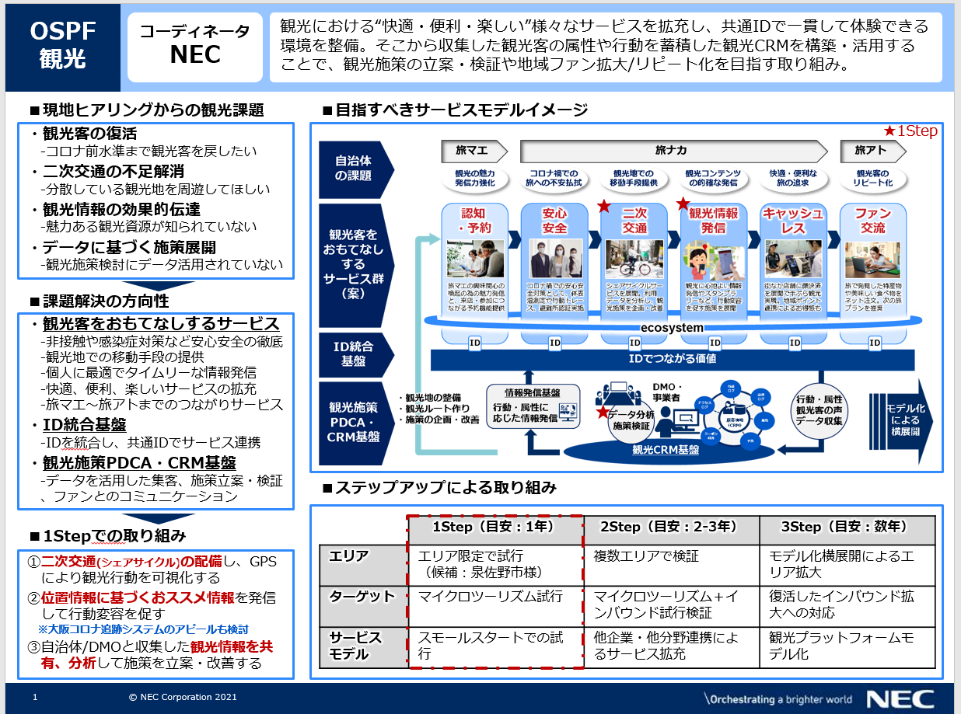 OSPF
観光
コーディネータ
NEC
観光における“快適・便利・楽しい”様々なサービスを拡充し、共通IDで一貫して体験できる
環境を整備。そこから収集した観光客の属性や行動を蓄積した観光CRMを構築・活用する
ことで、観光施策の立案・検証や地域ファン拡大/リピート化を目指す取り組み。
■現地ヒアリングからの観光課題
・観光客の復活
-コロナ前水準まで観光客を戻したい
・二次交通の不足解消
-分散している観光地を周遊してほしい
・観光情報の効果的伝達
-魅力ある観光資源が知られていない
・データに基づく施策展開
-観光施策検討にデータ活用されていない
■課題解決の方向性
・観光客をおもてなしするサービス
-非接触や感染症対策など安心安全の徹底
-観光地での移動手段の提供
-個人に最適でタイムリーな情報発信
-快適、便利、楽しいサービスの拡充
-旅マエ～旅アトまでのつながりサービス
・ID統合基盤
-IDを統合し、共通IDでサービス連携
・観光施策PDCA・CRM基盤
-データを活用した集客、施策立案・検証
、ファンとのコミュニケーション
■1Stepでの取り組み
①二次交通(シェアサイクル)の配備し、GPS
により観光行動を可視化する
②位置情報に基づくおススメ情報を発信
して行動変容を促す
※大阪コロナ追跡システムのアピールも検討
③自治体/DMOと収集した観光情報を共
有、分析して施策を立案・改善する
■目指すべきサービスモデルイメージ
★1Step
自治体
の課題
旅マエ
旅ナカ
旅アト
観光の魅力
発信力強化
コロナ禍での
旅への不安払拭
観光地での
移動手段提供
観光コンテンツ
の的確な発信
快適・便利な
旅の追求
観光客の
リピート化
観光客を
おもてなし
する
サービス群
（案）
認知
・予約
安心
安全
★
二次
交通
★
観光情報
発信
キャッシュ
レス
ファン
交流
ecosystem
ID
ID
ID
ID
ID
ID
ID統合
基盤
IDでつながる価値
観光施策
PDCA・
CRM基盤
・観光地の整備
・観光ルート作り
・施策の企画・改善
情報発信基盤
行動・属性に
応じた情報発信
DMO・
事業者
★データ分析
施策検証
観光CRM基盤
行動・属性
観光客の声
データ収集
モデル化
による
横展開
■ステップアップによる取り組み
1Step（目安：1年）
2Step（目安：2-3年）
3Step（目安：数年）
エリア
エリア限定で試行
（候補：泉佐野市様）
複数エリアで検証
モデル化横展開によるエ
リア拡大
ターゲット
マイクロツーリズム試行
マイクロツーリズム＋イ
ンバウンド試行検証
復活したインバウンド拡
大への対応
サービス
モデル
スモールスタートでの試
行
他企業・他分野連携によ
るサービス拡充
観光プラットフォームモ
デル化
1
© NEC Corporation 2021
\Orchestrating a brighter world
NEC